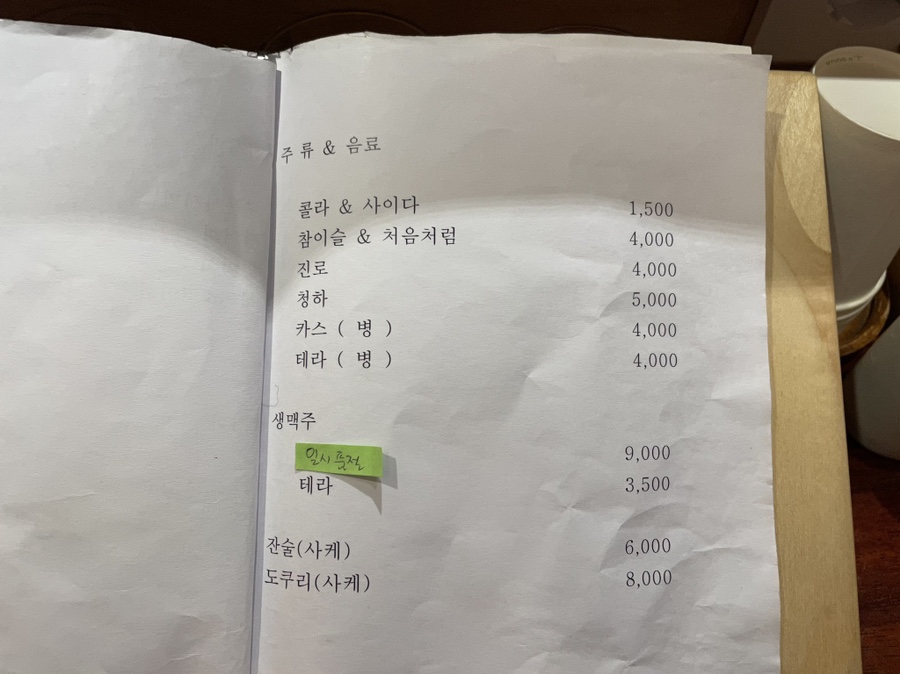 주류 & 음료
콜라 & 사이다 1,500
참이슬 & 처음처럼 4,000
진로 4,000
청하 5,000
카스 ( 병 ) 4,000
테라 ( 병 ) 4,000
생맥주
일시품절 9,000
테라 3,500
잔술(사케) 6,000
도쿠리(사케) 8,000